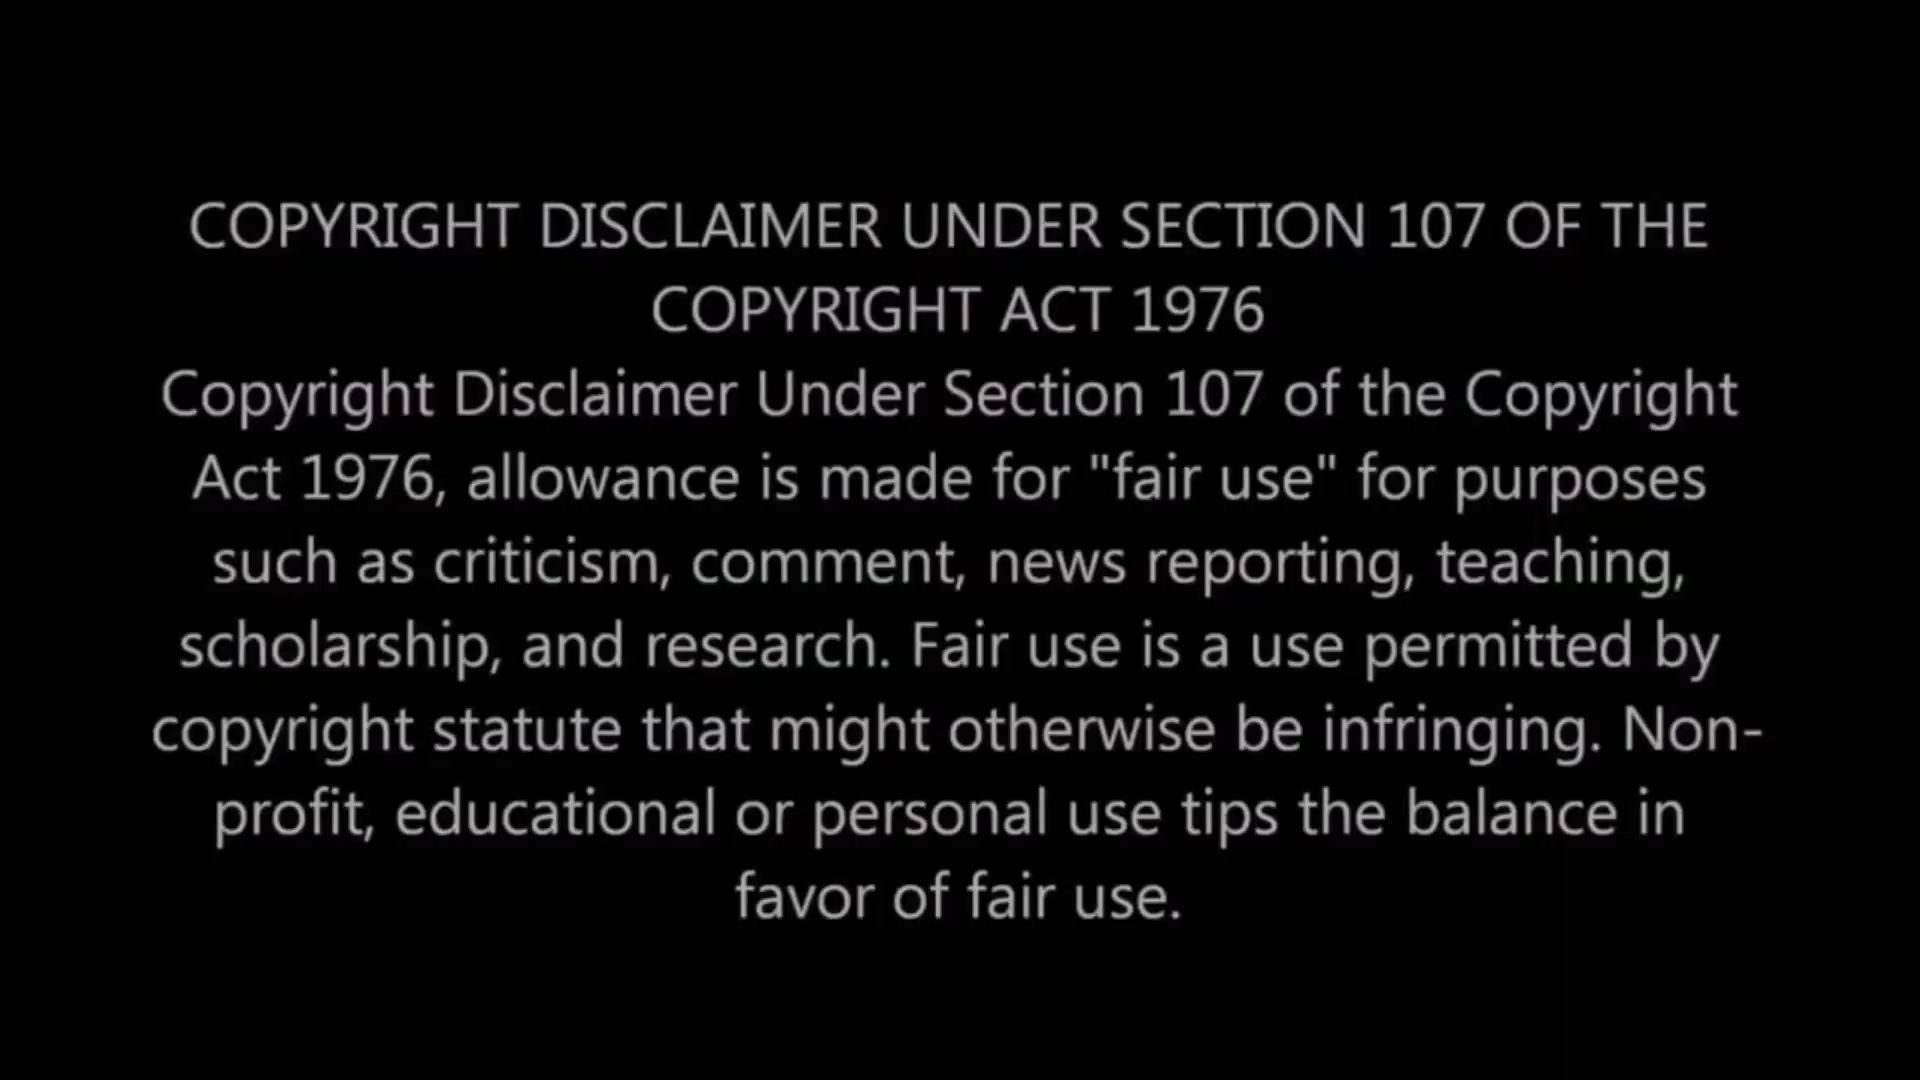 COPYRIGHT DISCLAIMER UNDER SECTION 107 OF THE
COPYRIGHT ACT 1976
Copyright Disclaimer Under Section 107 of the Copyright
Act 1976, allowance is made for "fair use" for purposes
such as criticism, comment, news reporting, teaching,
scholarship, and research. Fair use is a use permitted by
copyright statute that might otherwise be infringing. Non-
profit, educational or personal use tips the balance in
favor of fair use.